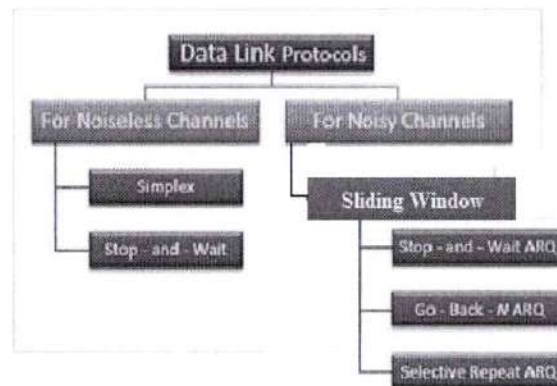 Data Link Protocols
For Noiseless Channels
For Noisy Channels
Simplex
Stop - and - Wait
Sliding Window
Stop - and - Wait ARQ
Go - Back - N ARQ
Selective Repeat ARQ